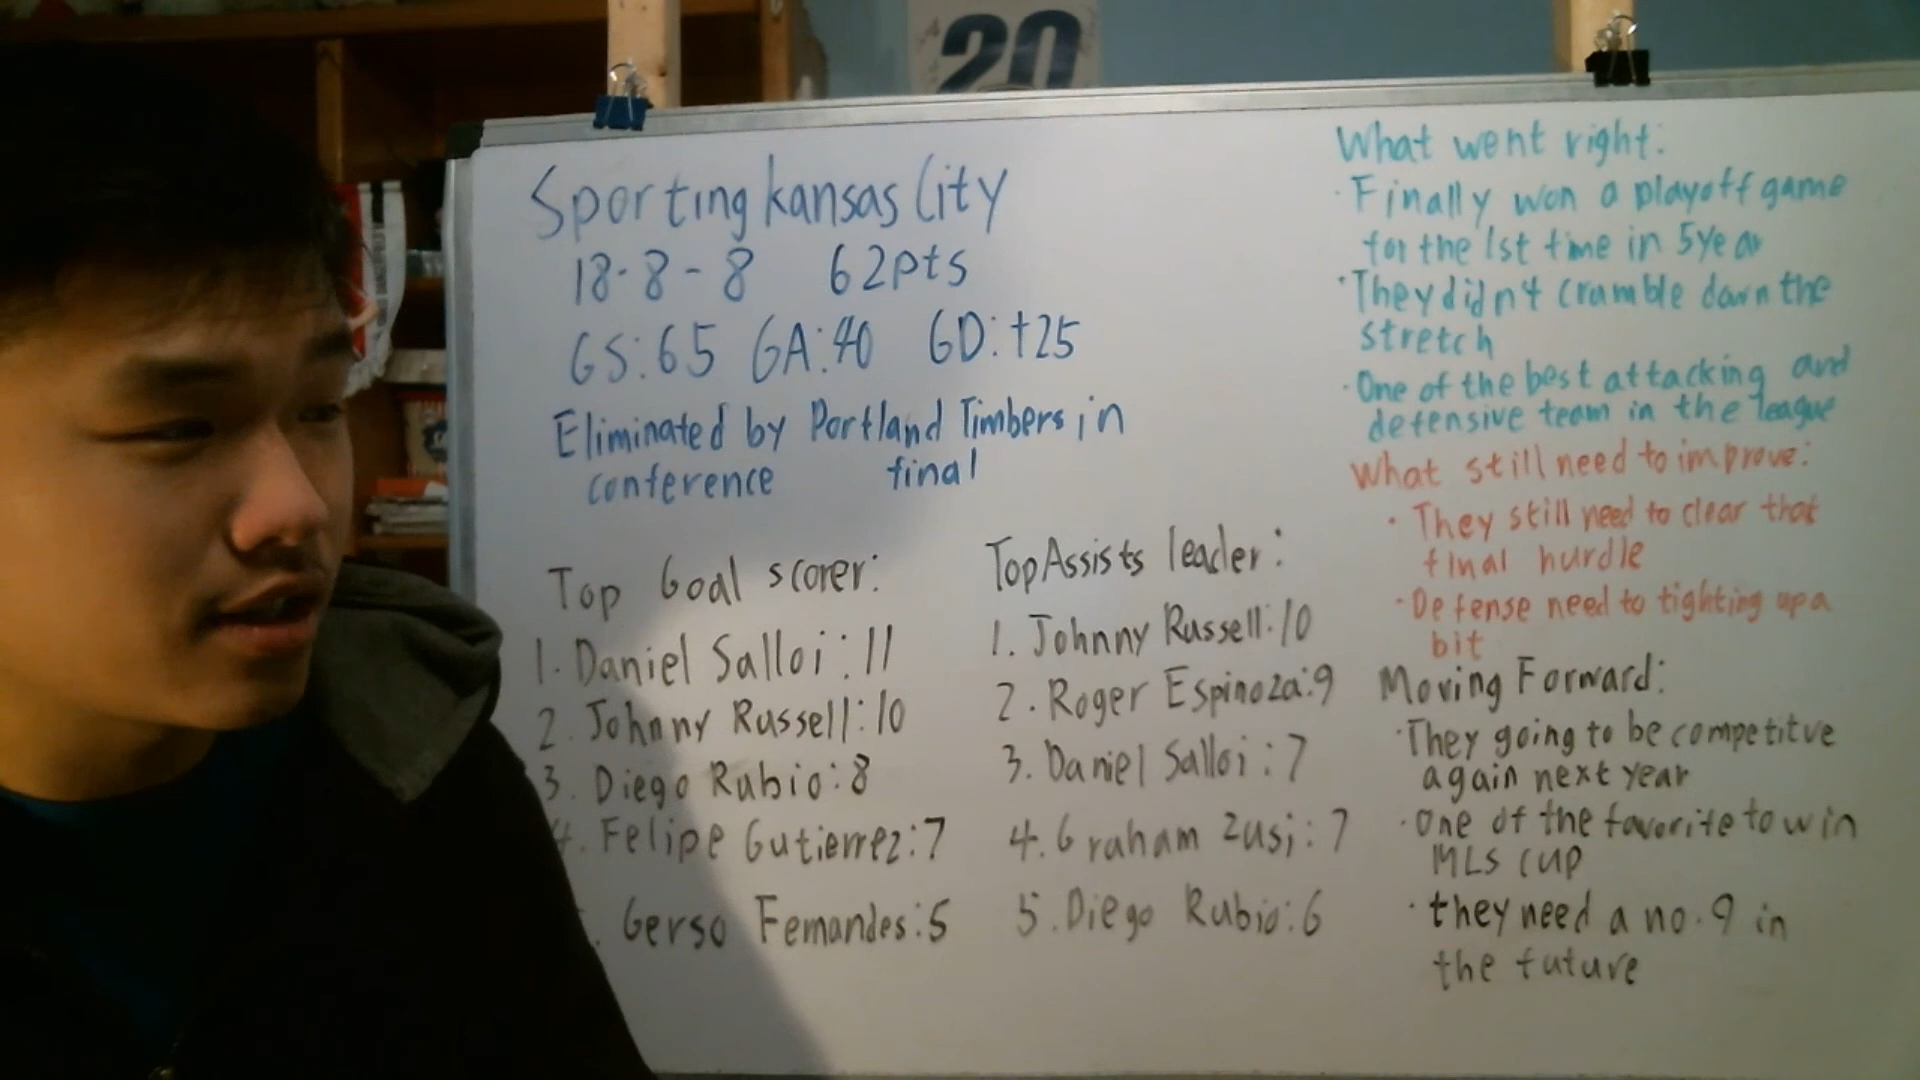 20
Sporting kansas City
18-8-8 62pts
GS:65 GA:40 GD:+25
Eliminated by Portland Timbers in
conference final
Top Goal scorer:
1. Daniel Salloi: 11
2. Johnny Russell: 10
3. Diego Rubio: 8
4. Felipe Gutierrez: 7
. Gerso Fernandes: 5
Top Assists leader:
1. Johnny Russell: 10
2. Roger Espinoza: 9
3. Daniel Salloi: 7
4. Graham Zusi: 7
5. Diego Rubio: 6
What went right:
· Finally won a playoff game
for the 1st time in 5 year
· They didn't cramble down the
stretch
· One of the best attacking and
defensive team in the league
What still need to improve:
· They still need to clear that
final hurdle
· Defense need to tighting up a
bit
Moving Forward:
· They going to be competitve
again next year
· One of the favorite to win
MLS cup
· they need a no. 9 in
the future